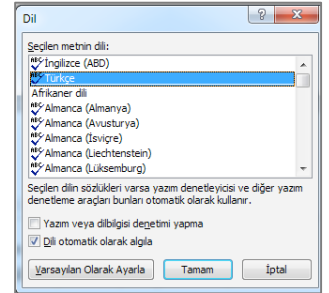 Dil
Seçilen metnin dili:
İngilizce (ABD)
Türkçe
Afrikaner dili
Almanca (Almanya)
Almanca (Avusturya)
Almanca (İsviçre)
Almanca (Liechtenstein)
Almanca (Lüksemburg)
Seçilen dilin sözlükleri varsa yazım denetleyicisi ve diğer yazım
denetleme araçları bunları otomatik olarak kullanır.
Yazım veya dilbilgisi denetimi yapma
Dili otomatik olarak algıla
Varsayılan Olarak Ayarla
Tamam
İptal